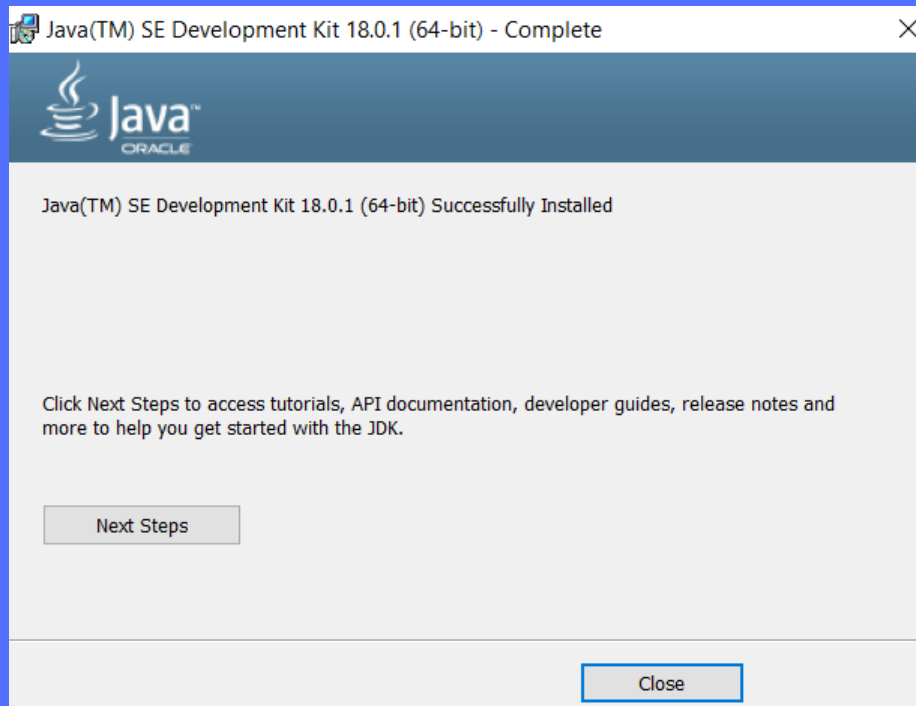 Java(TM) SE Development Kit 18.0.1 (64-bit) - Complete
Java™
ORACLE
Java(TM) SE Development Kit 18.0.1 (64-bit) Successfully Installed
Click Next Steps to access tutorials, API documentation, developer guides, release notes and
more to help you get started with the JDK.
Next Steps
Close